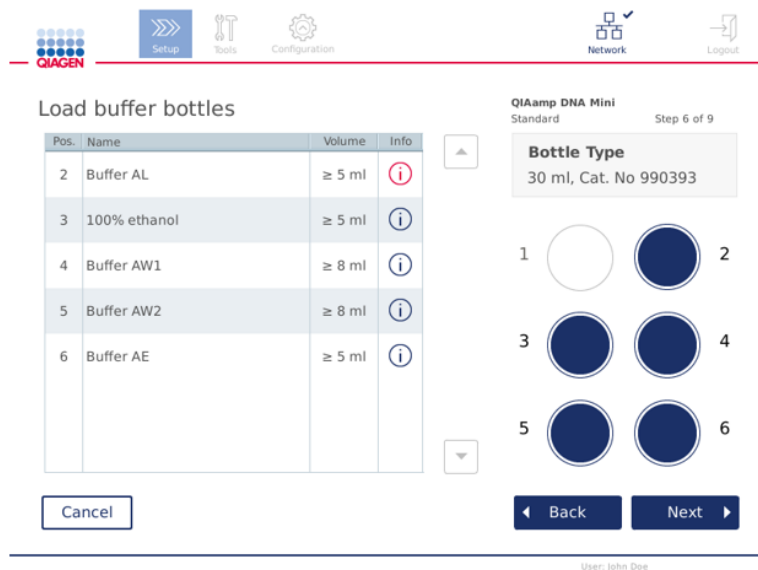 Setup
Tools
Configuration
Network
Logout
QIAGEN
Load buffer bottles
QIAamp DNA Mini
Standard Step 6 of 9
Pos. Name Volume Info
Bottle Type
30 ml, Cat. No 990393
2 Buffer AL ≥ 5 ml i
3 100% ethanol ≥ 5 ml i
4 Buffer AW1 ≥ 8 ml i
5 Buffer AW2 ≥ 8 ml i
6 Buffer AE ≥ 5 ml i
1 2
3 4
5 6
Cancel
Back
Next
User: John Doe